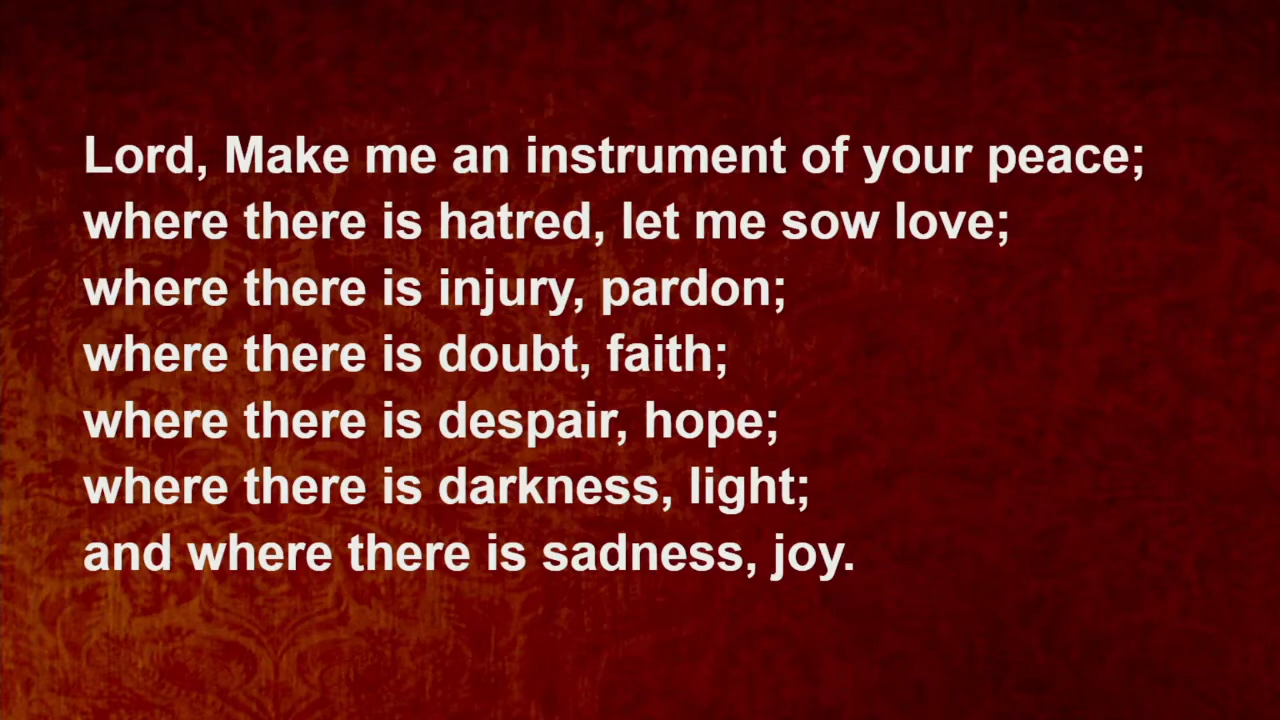 Lord, Make me an instrument of your peace;
where there is hatred, let me sow love;
where there is injury, pardon;
where there is doubt, faith;
where there is despair, hope;
where there is darkness, light;
and where there is sadness, joy.